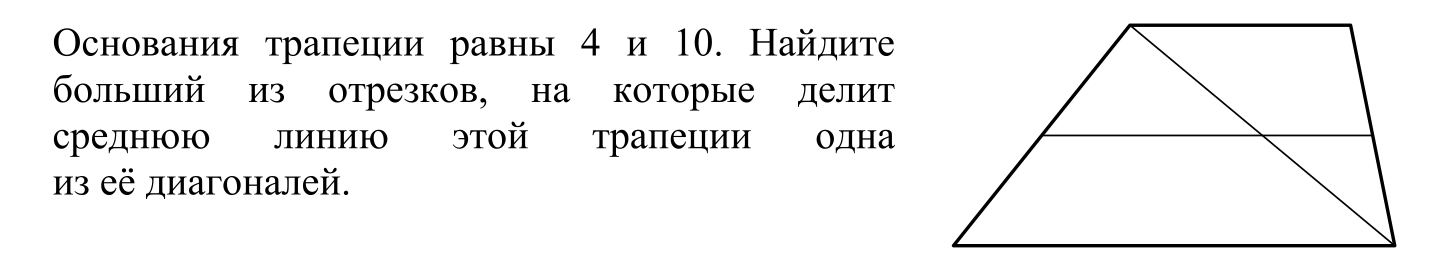 Основания трапеции равны 4 и 10. Найдите
больший из отрезков, на которые делит
среднюю линию этой трапеции одна
из её диагоналей.